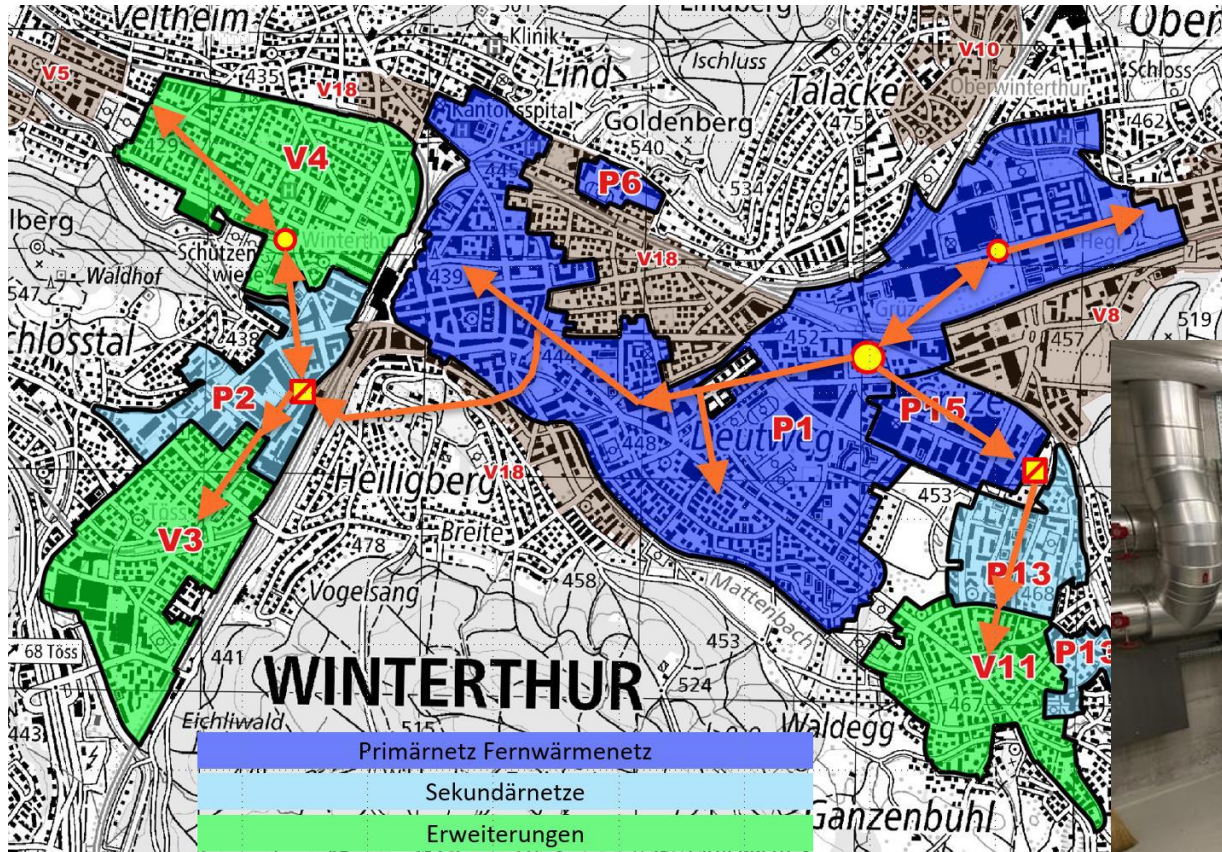 Veltheim
Klinik
Lindberg
Ober
V5
435
V18
Lind
Ischluss
V10
Schloss
Talacker
Oberwinterthur
Kantonsspital
Goldenberg
475
462
429
V4
445
540
P6
534
Winterthur
Schützen
wiese
Waldhof
547
439
V18
Hegi
Grüz
519
V8
438
444
452
457
P2
P1
P15
Deutweg
448
Heiligberg
V18
453
Töss
V3
Breite
478
P13
458
468
Vogelsang
Mattenbach
68 Töss
441
453
V11
P13
WINTERTHUR
524
467
443
Eichliwald
515
Waldegg
Primärnetz Fernwärmenetz
Sekundärnetze
Ganzenbühl
Erweiterungen